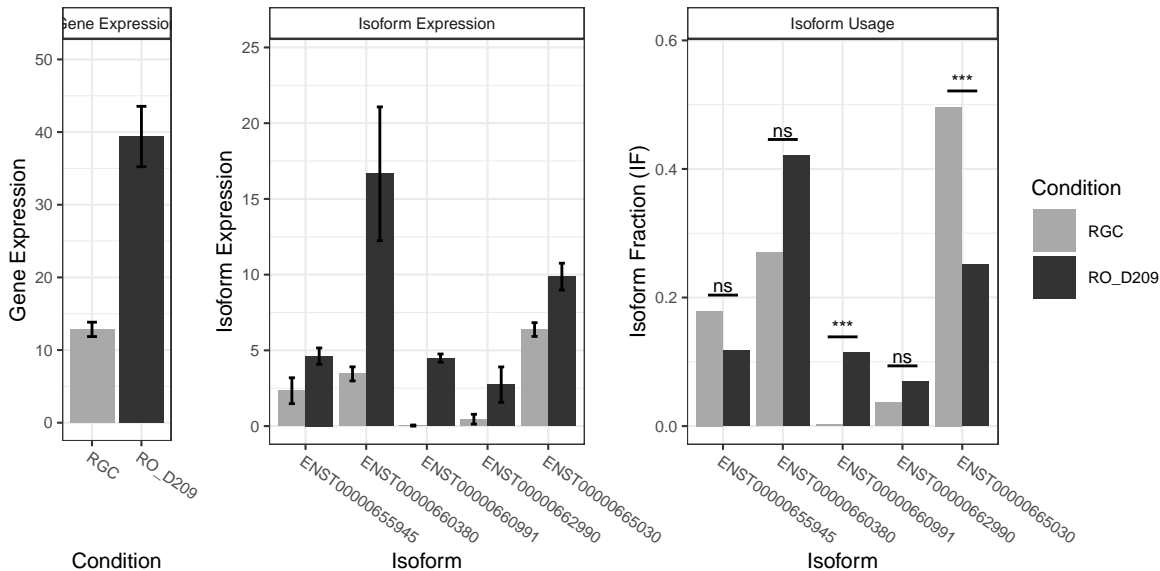 Gene Expression
Isoform Expression
Isoform Usage
Gene Expression
50
40
30
20
10
0
RGC
RO_D209
Condition
Isoform Expression
25
20
15
10
5
0
ENST00000655945
ENST00000660380
ENST00000660991
ENST00000662990
ENST00000665030
Isoform
Isoform Fraction (IF)
0.6
0.4
0.2
0.0
ns
ns
***
ns
***
ENST00000655945
ENST00000660380
ENST00000660991
ENST00000662990
ENST00000665030
Isoform
Condition
RGC
RO_D209